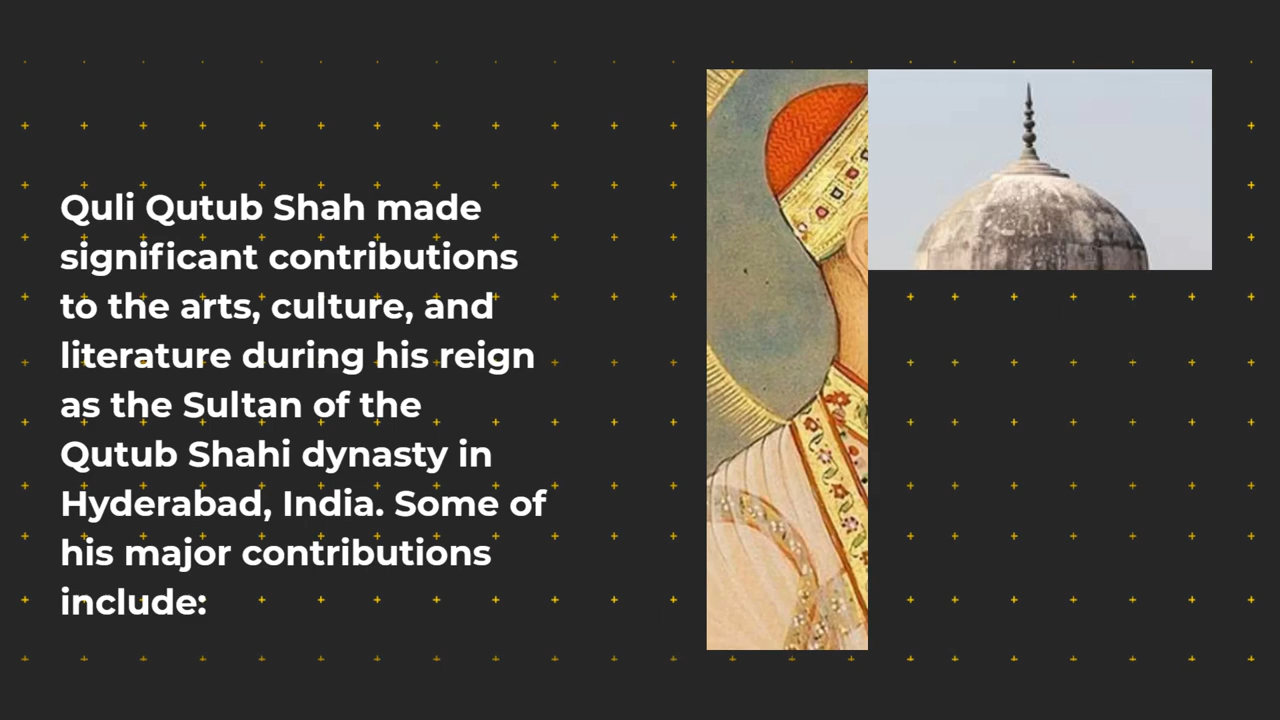 Quli Qutub Shah made
significant contributions
to the arts, culture, and
literature during his reign
as the Sultan of the
Qutub Shahi dynasty in
Hyderabad, India. Some of
his major contributions
include: